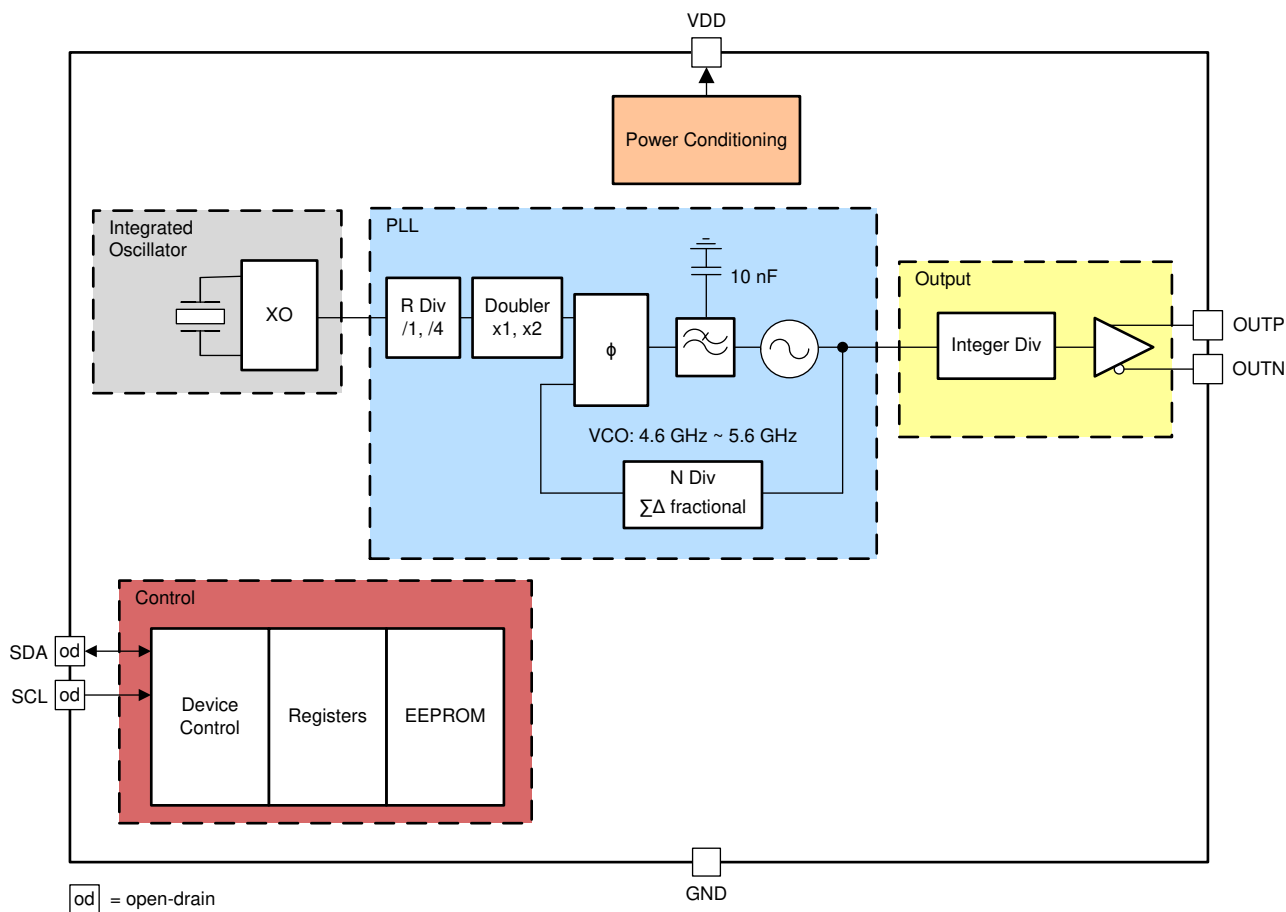 VDD
Power Conditioning
Integrated
Oscillator
XO
PLL
R Div
/1, /4
Doubler
x1, x2
ϕ
10 nF
VCO: 4.6 GHz ~ 5.6 GHz
N Div
∑Δ fractional
Output
Integer Div
OUTP
OUTN
Control
SDA
od
SCL
od
Device
Control
Registers
EEPROM
GND
od = open-drain